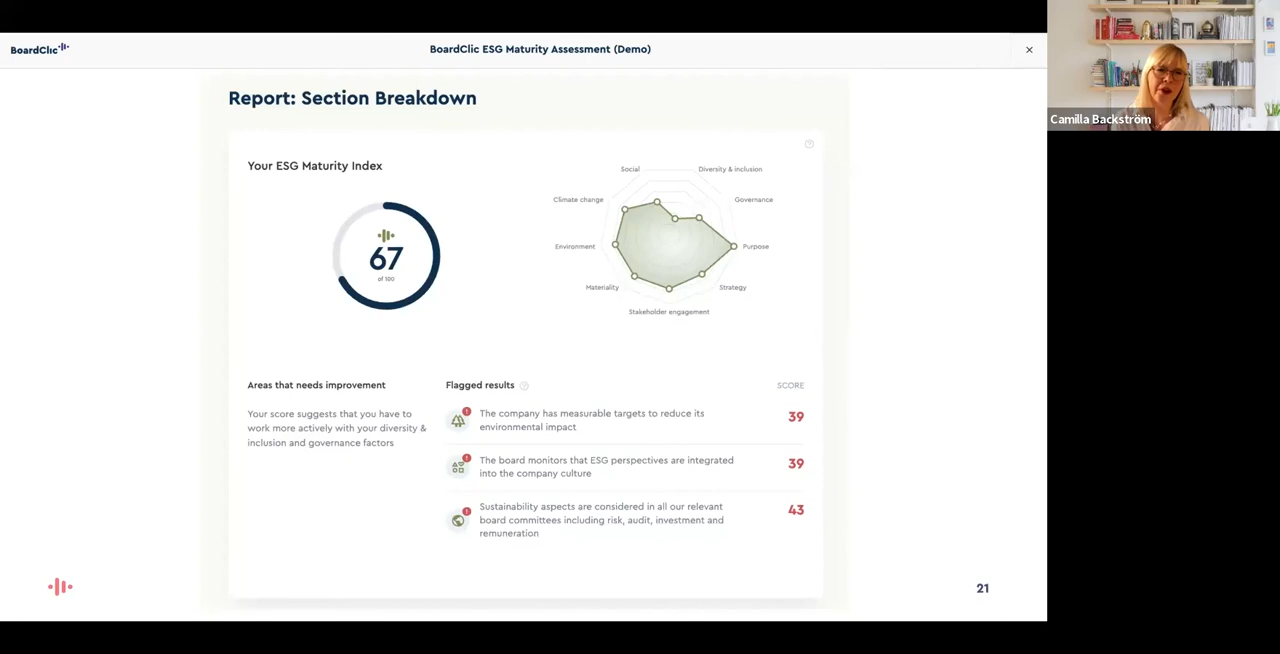 BoardClic
BoardClic ESG Maturity Assessment (Demo)
×
Camilla Backström
Report: Section Breakdown
?
Your ESG Maturity Index
67
of 100
Social
Diversity & inclusion
Climate change
Governance
Environment
Purpose
Materiality
Strategy
Stakeholder engagement
Areas that needs improvement
Your score suggests that you have to
work more actively with your diversity &
inclusion and governance factors
Flagged results ?
SCORE
! The company has measurable targets to reduce its
environmental impact
39
! The board monitors that ESG perspectives are integrated
into the company culture
39
! Sustainability aspects are considered in all our relevant
board committees including risk, audit, investment and
remuneration
43
21